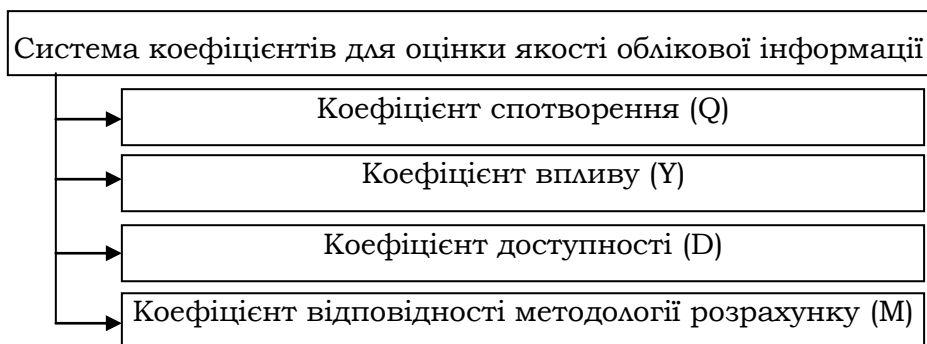 Система коефіцієнтів для оцінки якості облікової інформації
Коефіцієнт спотворення (Q)
Коефіцієнт впливу (Y)
Коефіцієнт доступності (D)
Коефіцієнт відповідності методології розрахунку (M)